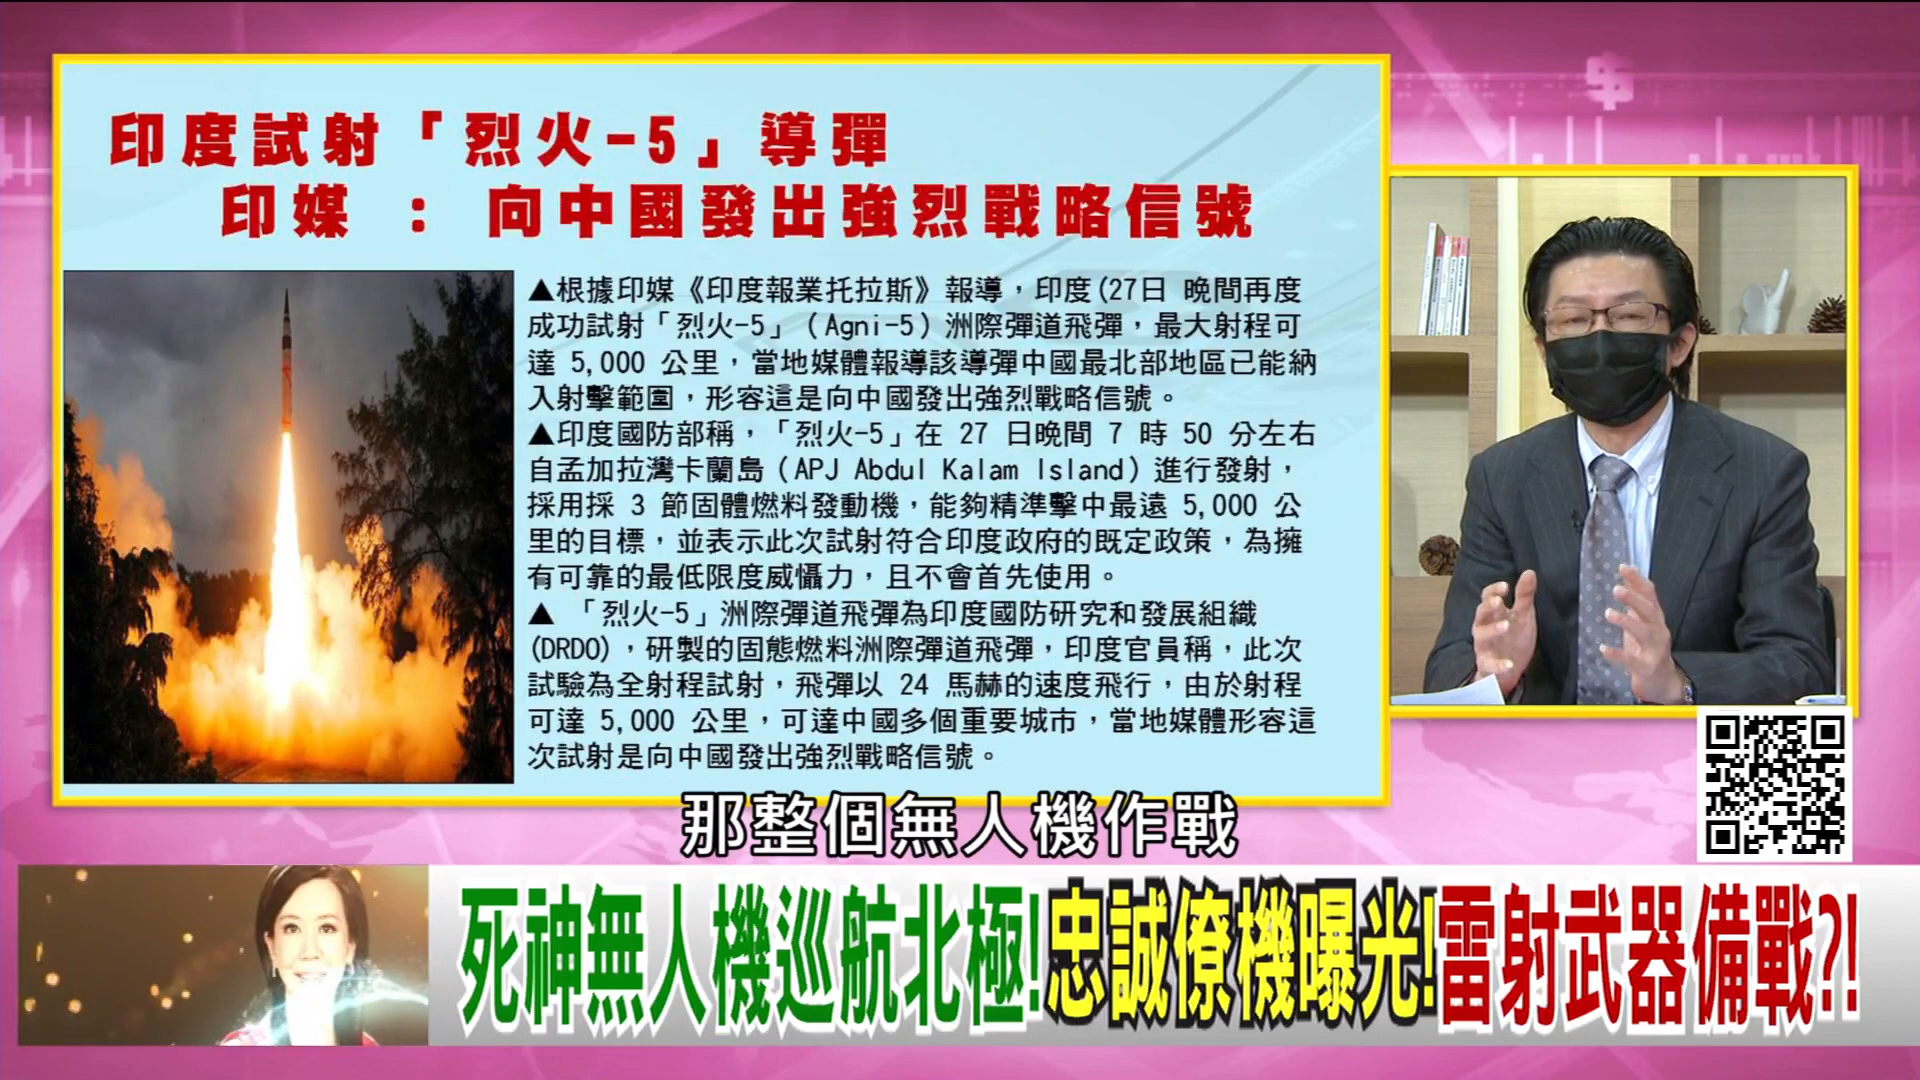 印度試射「烈火-5」導彈
印媒 : 向中國發出強烈戰略信號
▲根據印媒《印度報業托拉斯》報導，印度(27日 晚間再度
成功試射「烈火-5」（Agni-5）洲際彈道飛彈，最大射程可
達 5,000 公里，當地媒體報導該導彈中國最北部地區已能納
入射擊範圍，形容這是向中國發出強烈戰略信號。
▲印度國防部稱，「烈火-5」在 27 日晚間 7 時 50 分左右
自孟加拉灣卡蘭島（APJ Abdul Kalam Island）進行發射，
採用採 3 節固體燃料發動機，能夠精準擊中最遠 5,000 公
里的目標，並表示此次試射符合印度政府的既定政策，為擁
有可靠的最低限度威懾力，且不會首先使用。
▲ 「烈火-5」洲際彈道飛彈為印度國防研究和發展組織
(DRDO)，研製的固態燃料洲際彈道飛彈，印度官員稱，此次
試驗為全射程試射，飛彈以 24 馬赫的速度飛行，由於射程
可達 5,000 公里，可達中國多個重要城市，當地媒體形容這
次試射是向中國發出強烈戰略信號。
那整個無人機作戰
死神無人機巡航北極!忠誠僚機曝光!雷射武器備戰?!